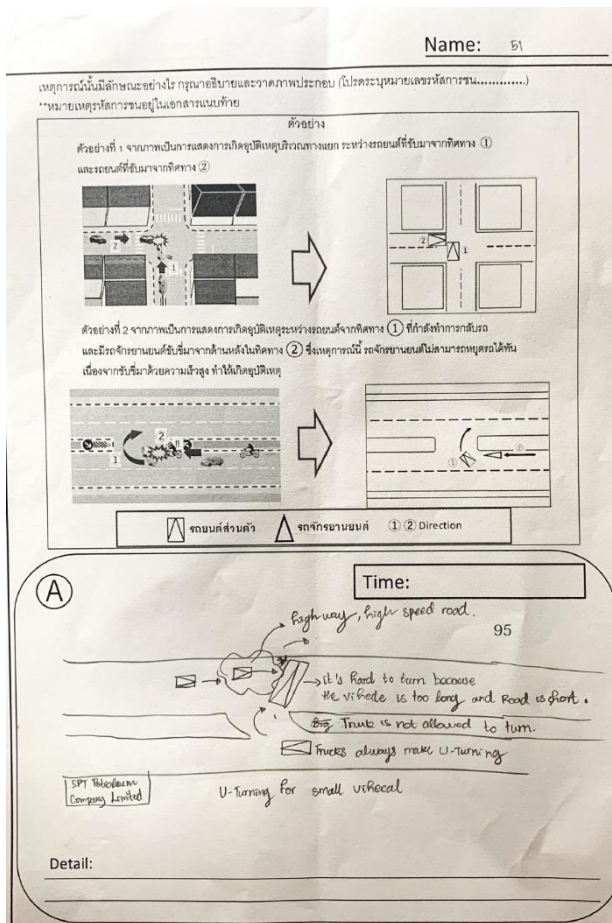 Name: 51
เหตุการณ์นั้นมีลักษณะอย่างไร กรุณาอธิบายและวาดภาพประกอบ (โปรดระบุหมายเลขรหัสการชน.............)
**หมายเหตุรหัสการชนอยู่ในเอกสารแนบท้าย
ตัวอย่าง
ตัวอย่างที่ 1 จากภาพเป็นการแสดงการเกิดอุบัติเหตุบริเวณทางแยก ระหว่างรถยนต์ที่ขับมาจากทิศทาง ①
และรถยนต์ที่ขับมาจากทิศทาง ②
2
1
2
1
ตัวอย่างที่ 2 จากภาพเป็นการแสดงการเกิดอุบัติเหตุระหว่างรถยนต์จากทิศทาง ① ที่กำลังทำการกลับรถ
และมีรถจักรยานยนต์ขับขี่มาจากด้านหลังในทิศทาง ② ซึ่งเหตุการณ์นี้ รถจักรยานยนต์ไม่สามารถหยุดรถได้ทัน
เนื่องจากขับขี่มาด้วยความเร็วสูง ทำให้เกิดอุบัติเหตุ
2
1
①
②
รถยนต์ส่วนตัว รถจักรยานยนต์ ① ② Direction
A
Time:
high way, high speed road.
95
it's hard to turn because
the vihecle is too long and Road is short.
Truck is not allowed to turn.
Trucks always make U-Turning
SPT Petroleum
Company Limited
U-Turning for small vihecal
Detail: